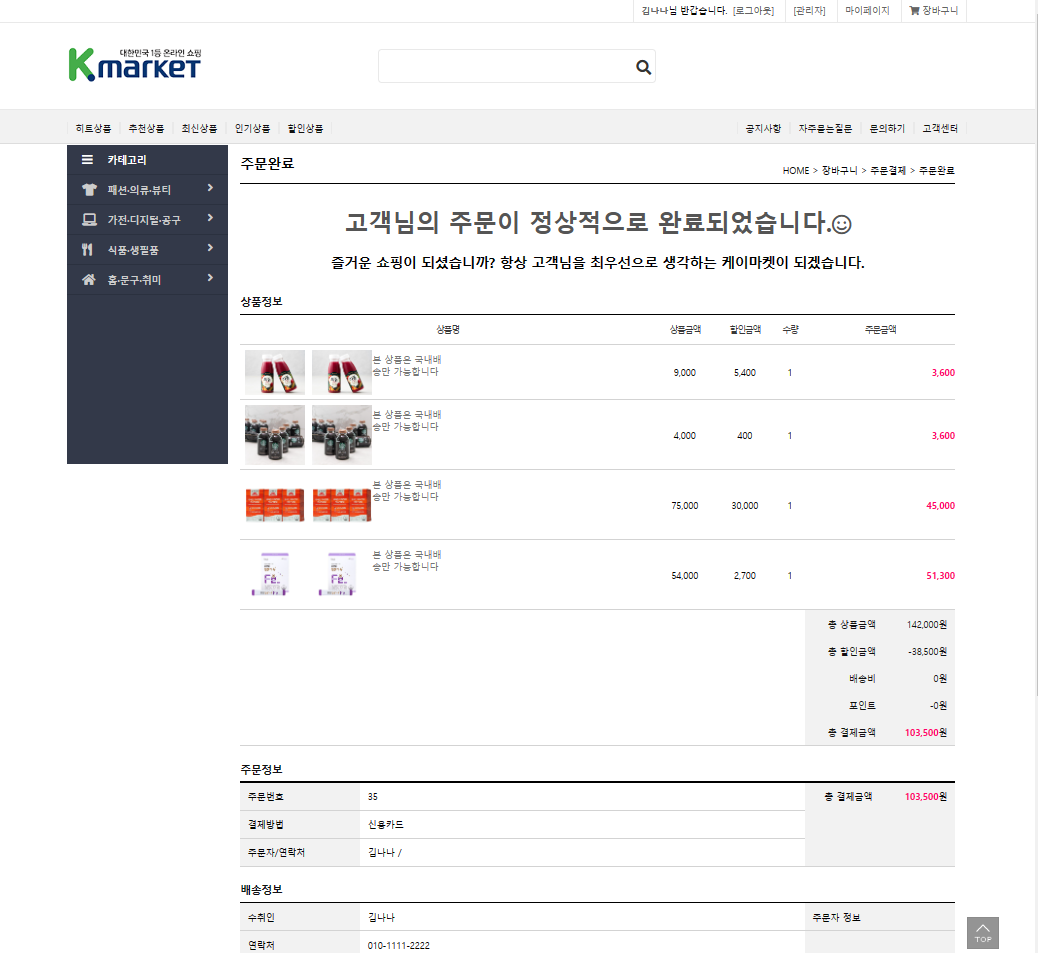 김나나님 반갑습니다. [로그아웃] [관리자] 마이페이지 장바구니
대한민국 1등 온라인 쇼핑
K.market
히트상품 추천상품 최신상품 인기상품 할인상품 공지사항 자주묻는질문 문의하기 고객센터
카테고리
패션·의류·뷰티
가전·디지털·공구
식품·생필품
홈·문구·취미
주문완료
HOME > 장바구니 > 주문결제 > 주문완료
고객님의 주문이 정상적으로 완료되었습니다.
즐거운 쇼핑이 되셨습니까? 항상 고객님을 최우선으로 생각하는 케이마켓이 되겠습니다.
상품정보
상품명 상품금액 할인금액 수량 주문금액
본 상품은 국내배
송만 가능합니다
9,000 5,400 1 3,600
본 상품은 국내배
송만 가능합니다
4,000 400 1 3,600
본 상품은 국내배
송만 가능합니다
75,000 30,000 1 45,000
Fe
본 상품은 국내배
송만 가능합니다
54,000 2,700 1 51,300
총 상품금액 142,000원
총 할인금액 -38,500원
배송비 0원
포인트 -0원
총 결제금액 103,500원
주문정보
주문번호 35 총 결제금액 103,500원
결제방법 신용카드
주문자/연락처 김나나 /
배송정보
수취인 김나나 주문자 정보
연락처 010-1111-2222
TOP